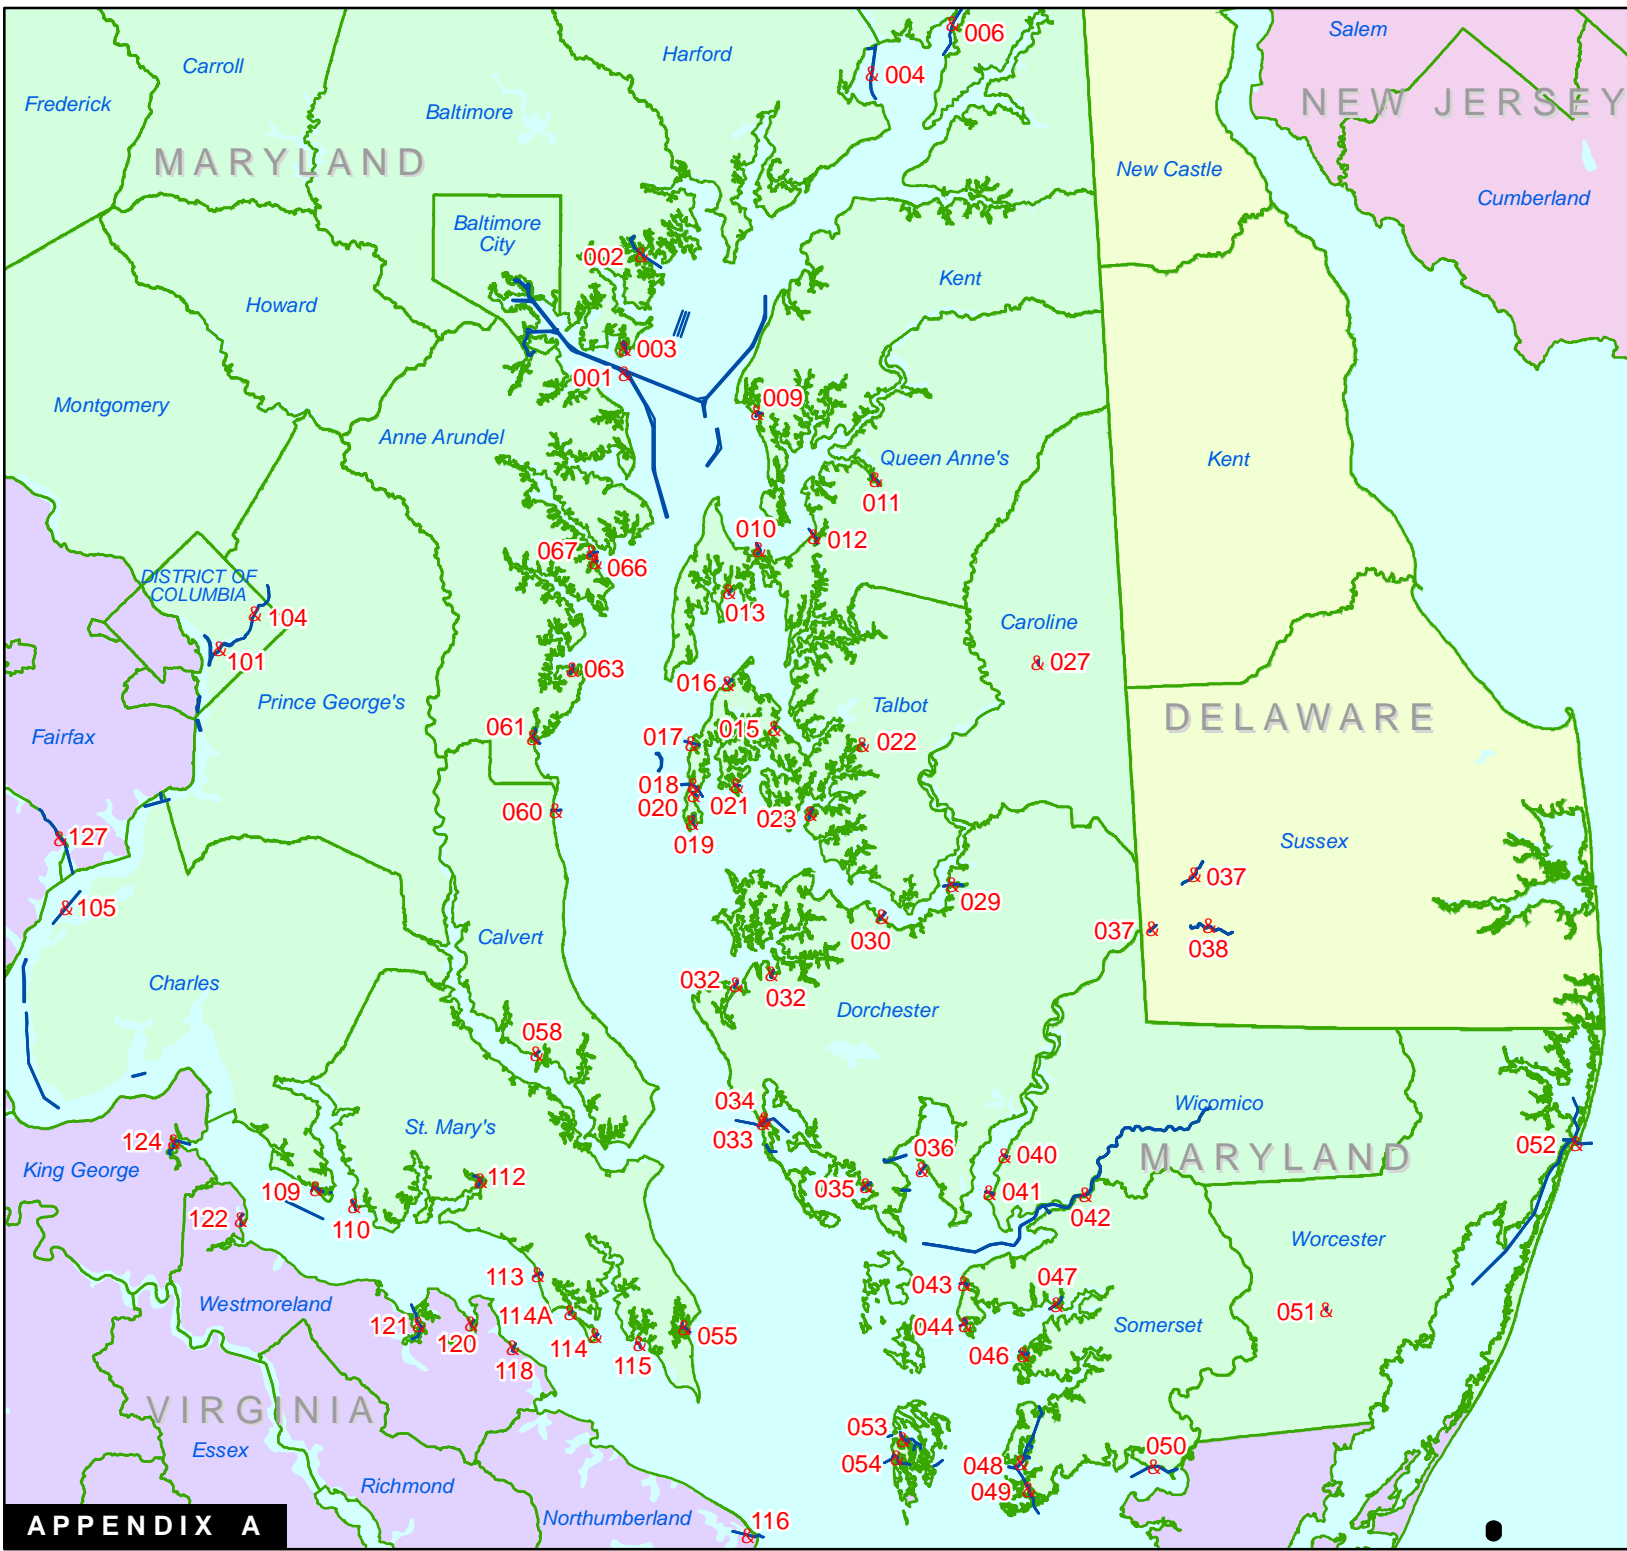 006
Salem
Harford
Carroll
004
Frederick
NEW JERSEY
Baltimore
MARYLAND
New Castle
Cumberland
Baltimore
City
002
Kent
Howard
003
001
009
Montgomery
Anne Arundel
Queen Anne's
Kent
011
010
012
067
066
DISTRICT OF
COLUMBIA
013
104
Caroline
101
027
063
016
Prince George's
Talbot
DELAWARE
061
015
017
Fairfax
022
018
021
020
060
023
127
019
Sussex
037
029
105
030
037
038
Calvert
032
032
Charles
Dorchester
058
034
Wicomico
St. Mary's
033
124
052
036
040
MARYLAND
King George
112
109
035
041
042
122
110
Worcester
113
043
047
Westmoreland
114A
051
121
044
Somerset
120
114
055
046
118
115
VIRGINIA
053
Essex
050
054
048
Richmond
049
Northumberland
116
APPENDIX A